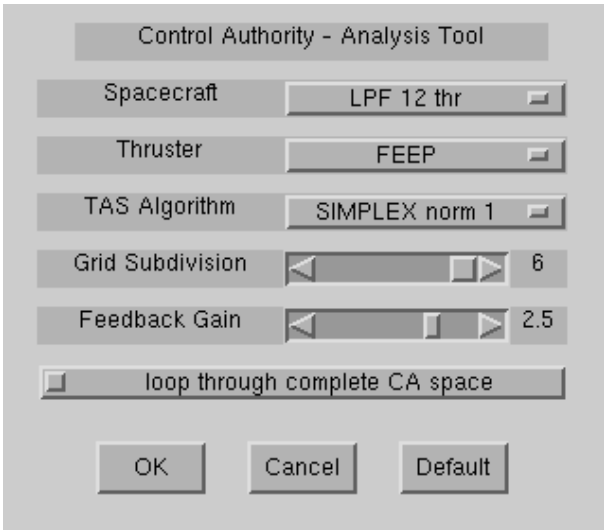 Control Authority - Analysis Tool
Spacecraft LPF 12 thr
Thruster FEEP
TAS Algorithm SIMPLEX norm 1
Grid Subdivision 6
Feedback Gain 2.5
loop through complete CA space
OK Cancel Default